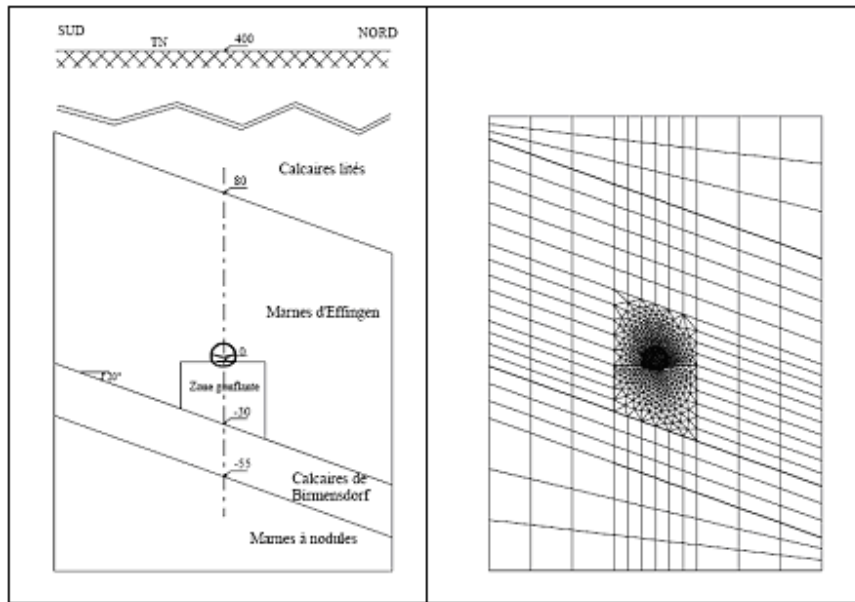 SUD
NORD
TN
400
Calcaires lités
80
Marnes d'Effingen
0
Zone gonflante
20°
-30
-55
Calcaires de
Birmensdorf
Marnes à nodules